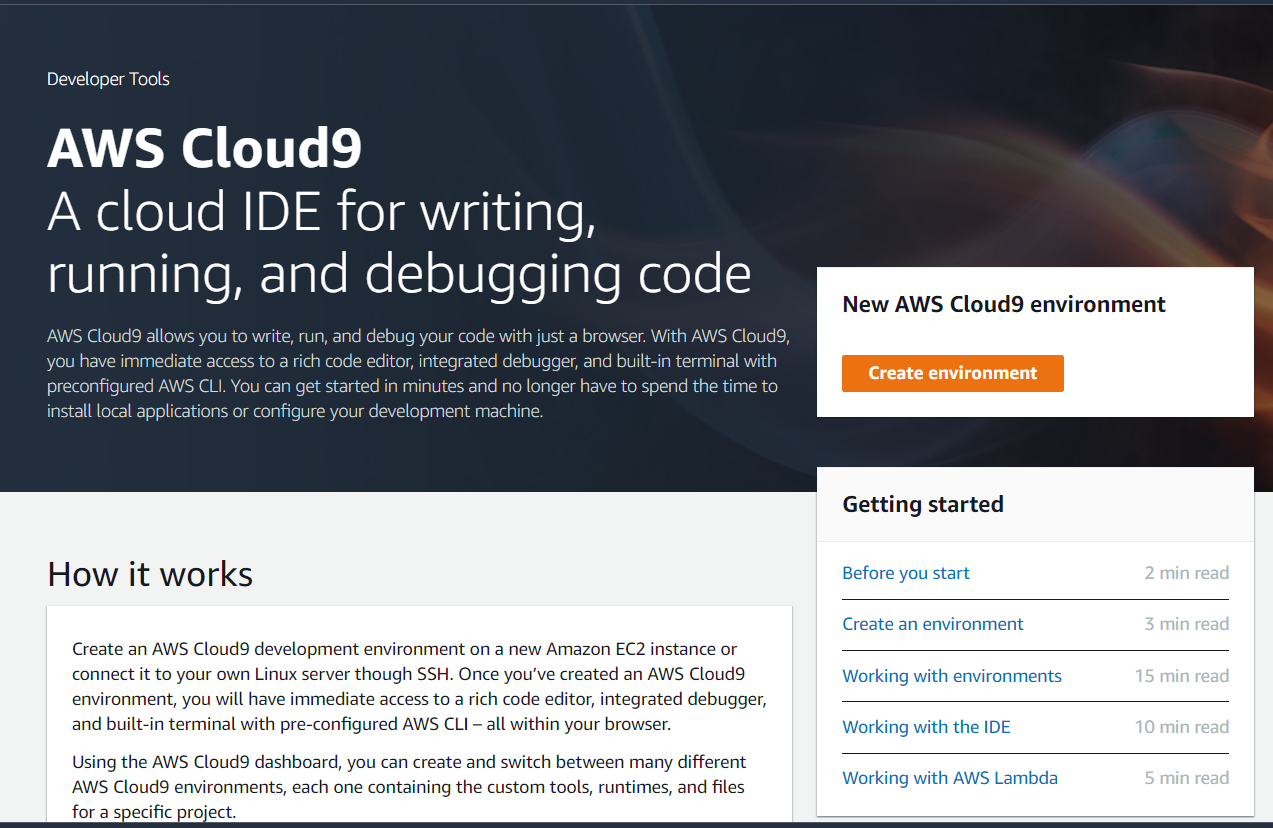 Developer Tools
AWS Cloud9
A cloud IDE for writing,
running, and debugging code
AWS Cloud9 allows you to write, run, and debug your code with just a browser. With AWS Cloud9,
you have immediate access to a rich code editor, integrated debugger, and built-in terminal with
preconfigured AWS CLI. You can get started in minutes and no longer have to spend the time to
install local applications or configure your development machine.
New AWS Cloud9 environment
Create environment
Getting started
Before you start 2 min read
Create an environment 3 min read
Working with environments 15 min read
Working with the IDE 10 min read
Working with AWS Lambda 5 min read
How it works
Create an AWS Cloud9 development environment on a new Amazon EC2 instance or
connect it to your own Linux server though SSH. Once you’ve created an AWS Cloud9
environment, you will have immediate access to a rich code editor, integrated debugger,
and built-in terminal with pre-configured AWS CLI – all within your browser.
Using the AWS Cloud9 dashboard, you can create and switch between many different
AWS Cloud9 environments, each one containing the custom tools, runtimes, and files
for a specific project.